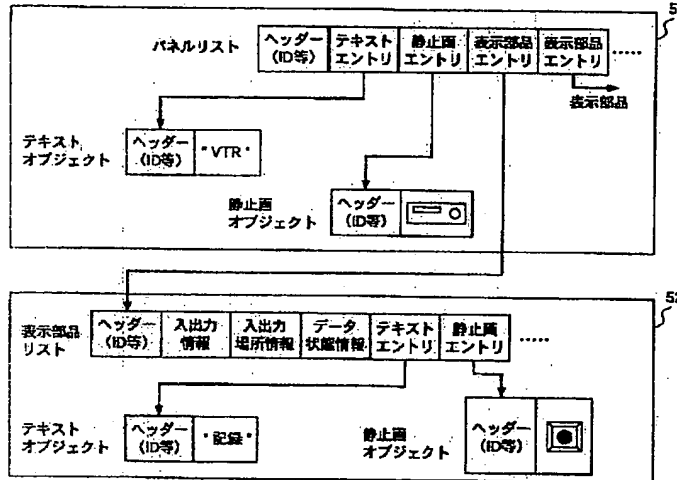 5
パネルリスト
ヘッダー
(ID等)
テキスト
エントリ
静止画
エントリ
表示部品
エントリ
表示部品
エントリ
.....
表示部品
テキスト
オブジェクト
ヘッダー
(ID等)
"VTR"
静止画
オブジェクト
ヘッダー
(ID等)
52
表示部品
リスト
ヘッダー
(ID等)
入出力
情報
入出力
場所情報
データ
状態情報
テキスト
エントリ
静止画
エントリ
.....
テキスト
オブジェクト
ヘッダー
(ID等)
"記録"
静止画
オブジェクト
ヘッダー
(ID等)